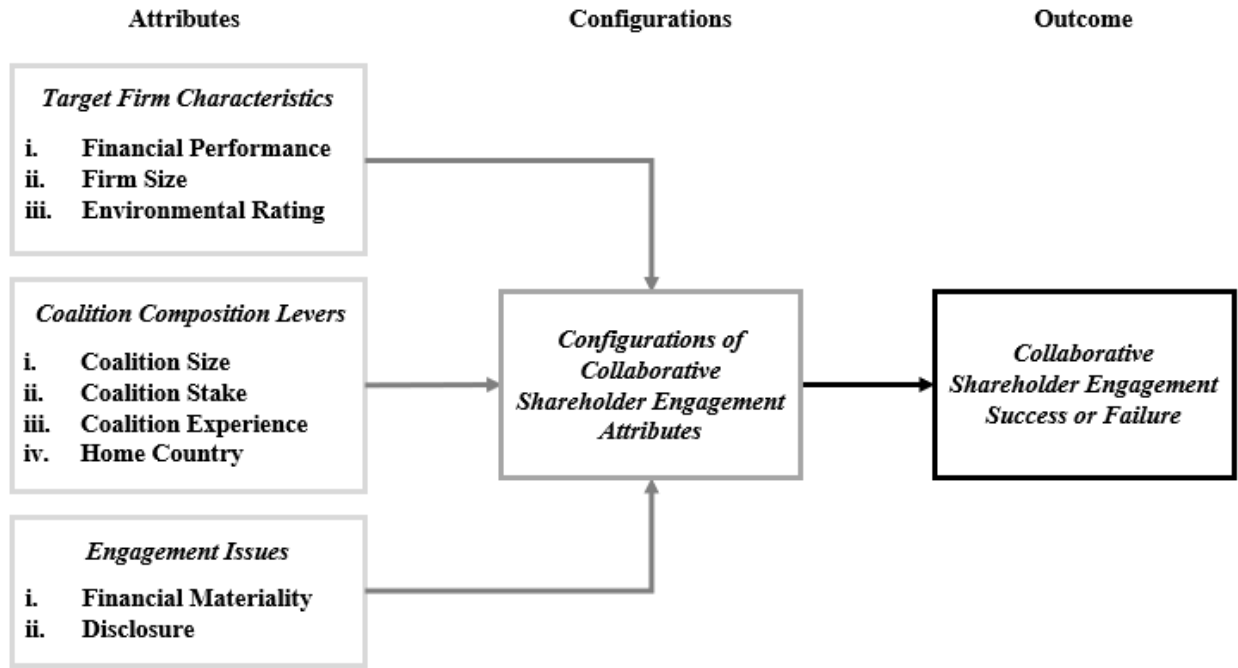 Attributes
Configurations
Outcome
Target Firm Characteristics
i. Financial Performance
ii. Firm Size
iii. Environmental Rating
Coalition Composition Levers
i. Coalition Size
ii. Coalition Stake
iii. Coalition Experience
iv. Home Country
Engagement Issues
i. Financial Materiality
ii. Disclosure
Configurations of
Collaborative
Shareholder Engagement
Attributes
Collaborative
Shareholder Engagement
Success or Failure